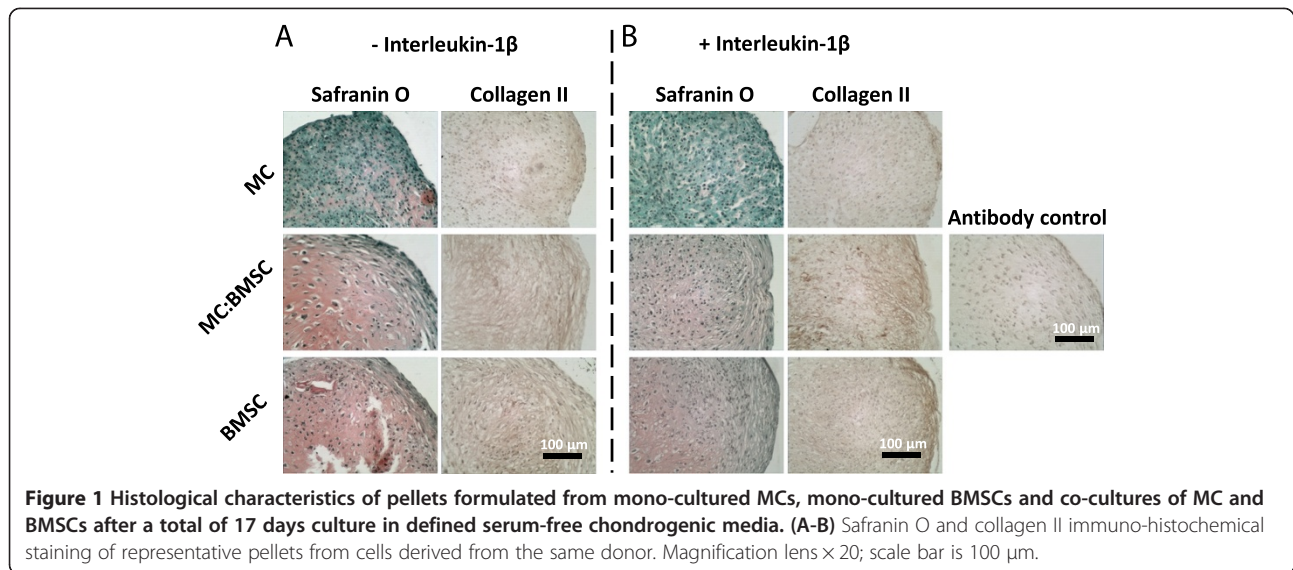 A
- Interleukin-1β
B
+ Interleukin-1β
Safranin O
Collagen II
Safranin O
Collagen II
MC
Antibody control
MC:BMSC
100 µm
BMSC
100 µm
100 µm
Figure 1 Histological characteristics of pellets formulated from mono-cultured MCs, mono-cultured BMSCs and co-cultures of MC and
BMSCs after a total of 17 days culture in defined serum-free chondrogenic media. (A-B) Safranin O and collagen II immuno-histochemical
staining of representative pellets from cells derived from the same donor. Magnification lens × 20; scale bar is 100 μm.